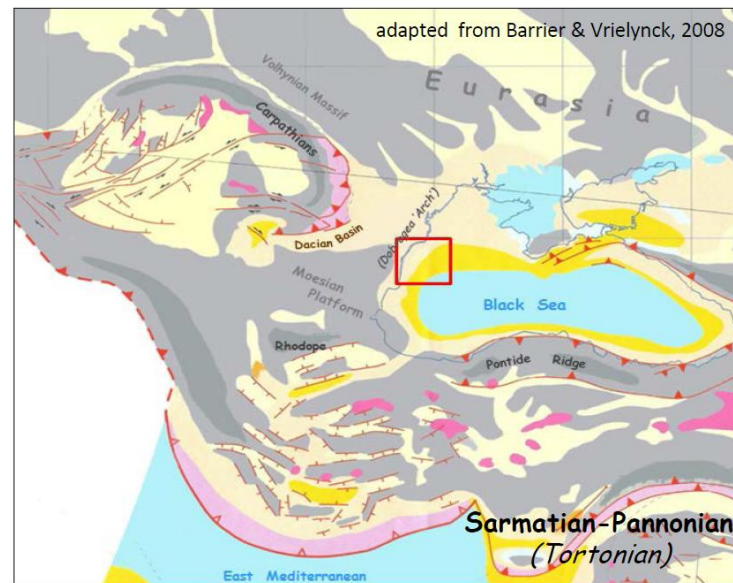 adapted from Barrier & Vrielynck, 2008
Eurasia
Volhynian Massif
Carpathians
(Dobrogea 'Arch')
Dacian Basin
Moesian
Platform
Black Sea
Rhodope
Pontide Ridge
Sarmatian-Pannonian
(Tortonian)
East Mediterranean